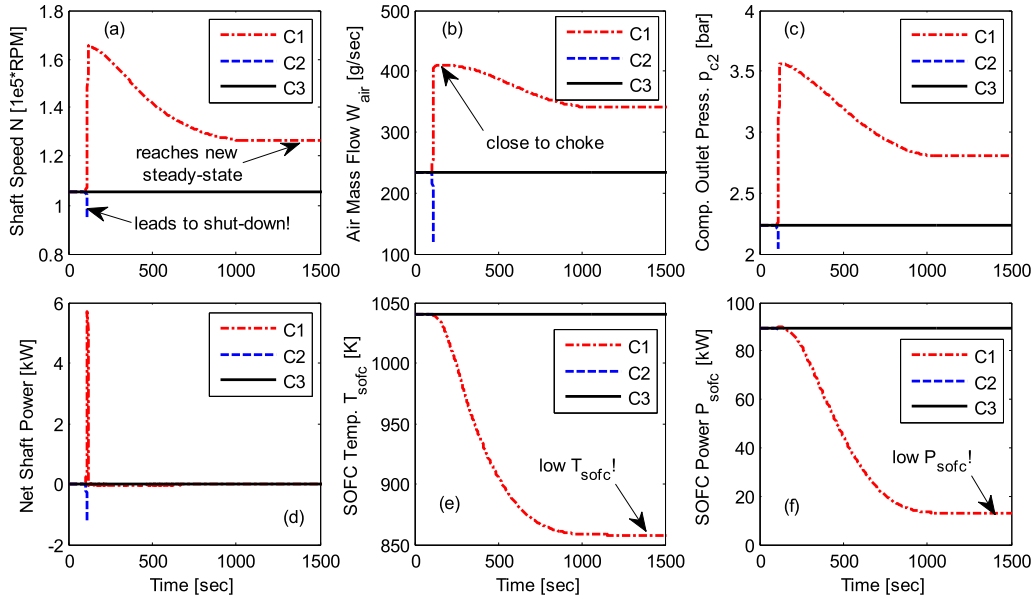 (a)
C1
C2
C3
reaches new
steady-state
leads to shut-down!
Shaft Speed N [1e5*RPM]
1.8
1.6
1.4
1.2
1
0.8
0
500
1000
1500
(b)
C1
C2
C3
close to choke
Air Mass Flow W_air [g/sec]
500
400
300
200
100
0
500
1000
1500
(c)
C1
C2
C3
Comp. Outlet Press. p_c2 [bar]
4
3.5
3
2.5
2
0
500
1000
1500
C1
C2
C3
(d)
Net Shaft Power [kW]
6
4
2
0
-2
0
500
1000
1500
Time [sec]
C1
C2
C3
low T_sofc!
(e)
SOFC Temp. T_sofc [K]
1050
1000
950
900
850
0
500
1000
1500
Time [sec]
C1
C2
C3
low P_sofc!
(f)
SOFC Power P_sofc [kW]
100
80
60
40
20
0
0
500
1000
1500
Time [sec]